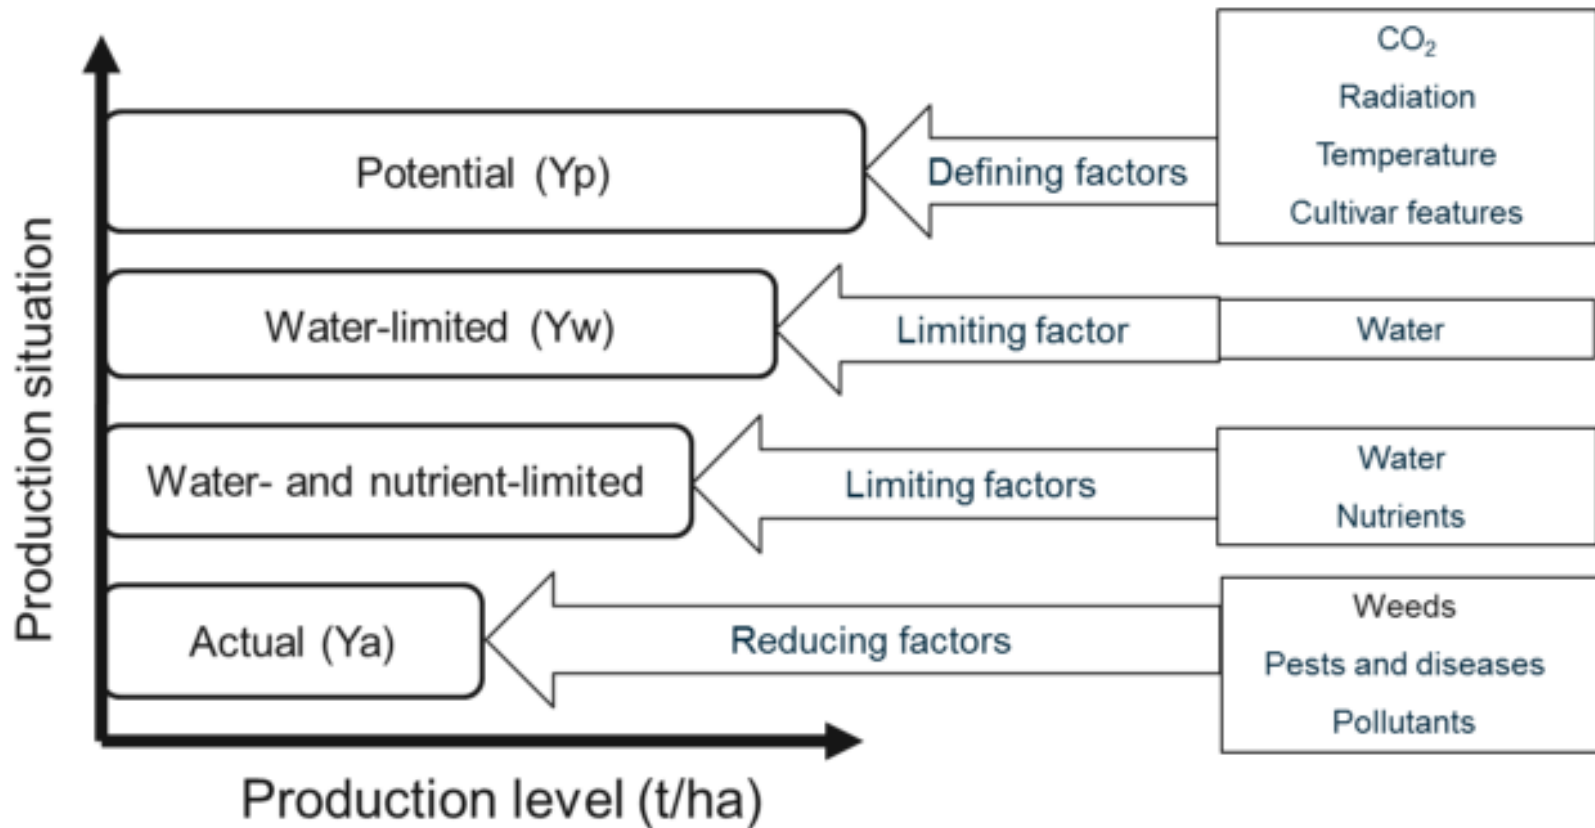 CO₂
Radiation
Temperature
Cultivar features
Potential (Yp)
Defining factors
Water-limited (Yw)
Limiting factor
Water
Water- and nutrient-limited
Limiting factors
Water
Nutrients
Actual (Ya)
Reducing factors
Weeds
Pests and diseases
Pollutants
Production situation
Production level (t/ha)